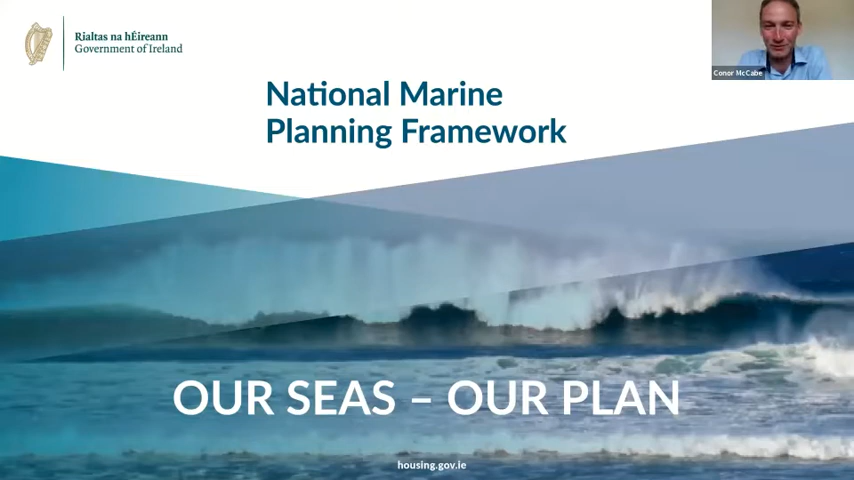 Rialtas na hÉireann
Government of Ireland
Conor McCabe
National Marine
Planning Framework
OUR SEAS – OUR PLAN
housing.gov.ie